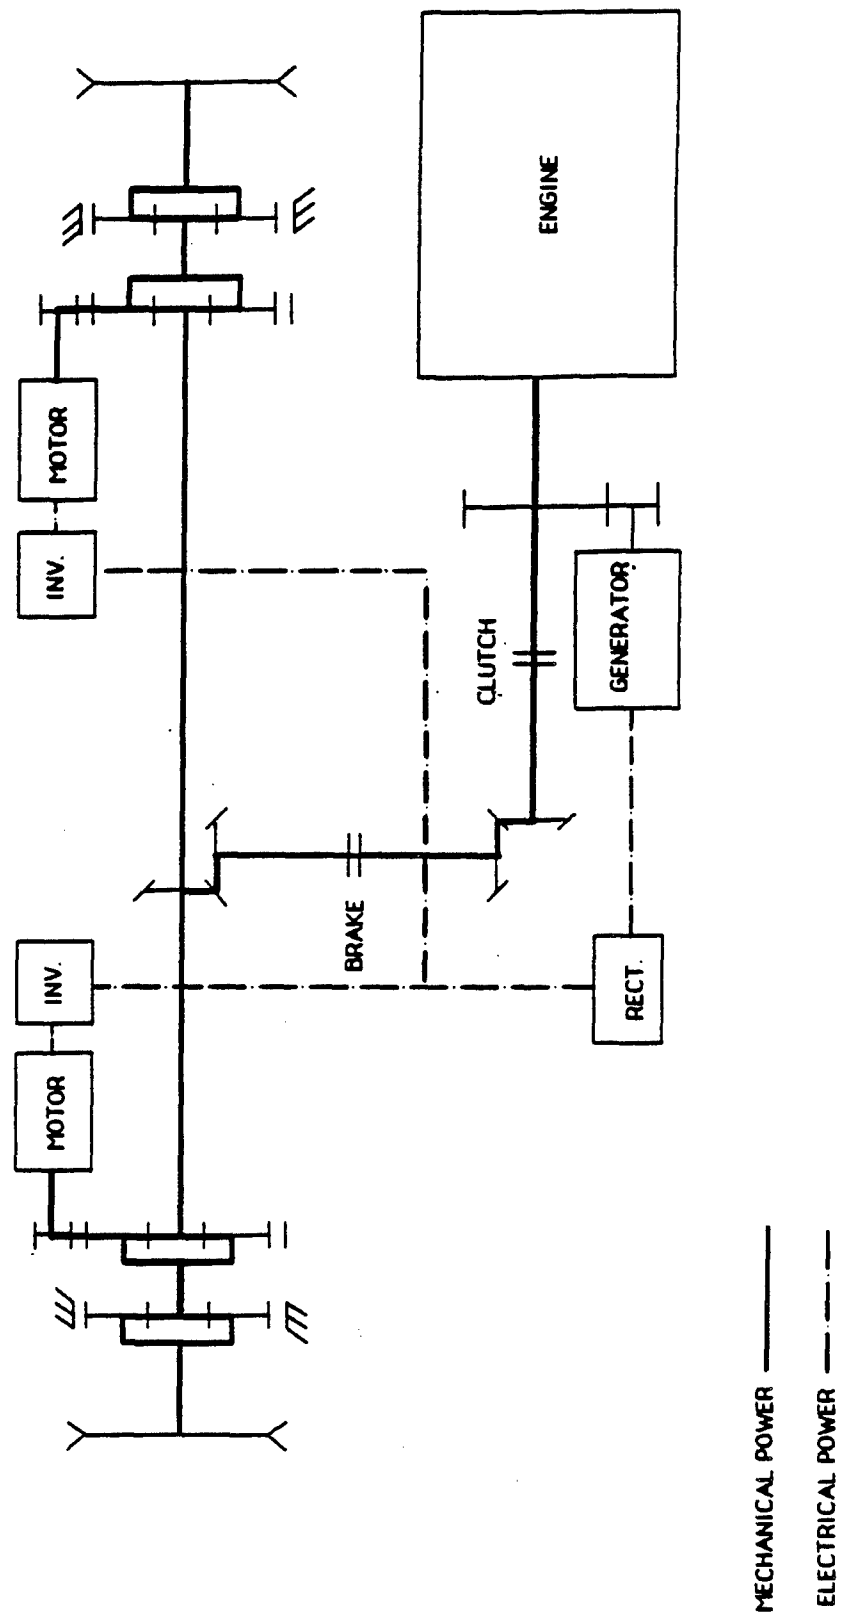 MOTOR
INV.
INV.
MOTOR
BRAKE
CLUTCH
ENGINE
RECT.
GENERATOR
MECHANICAL POWER
ELECTRICAL POWER